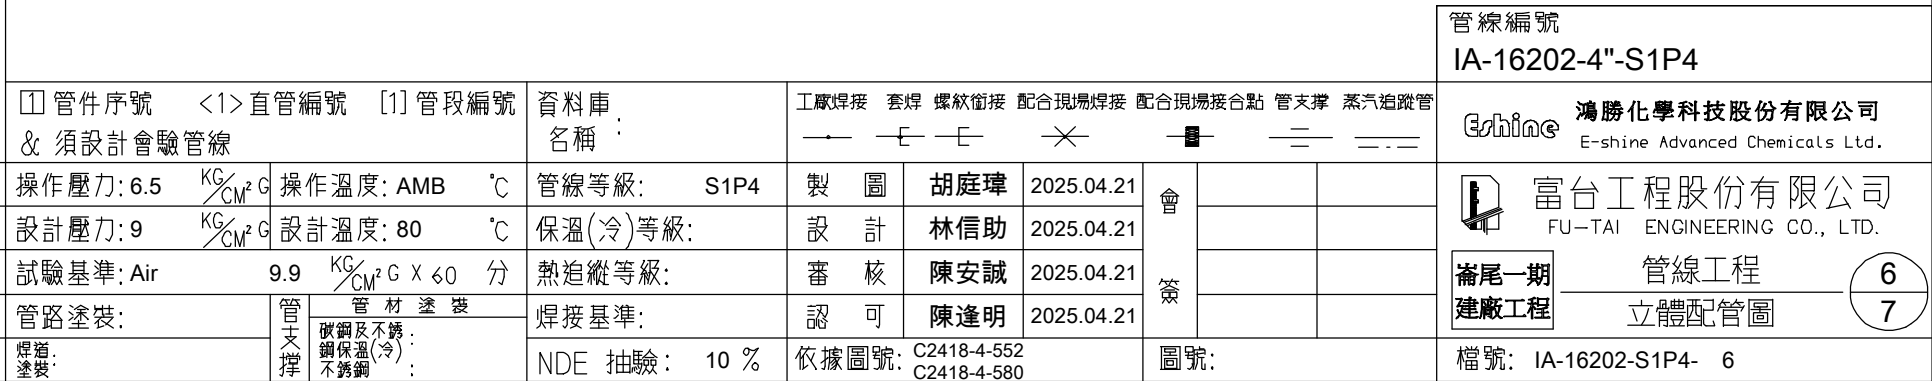 管線編號
IA-16202-4"-S1P4
1 管件序號 <1>直管編號 [1]管段編號
& 須設計會驗管線
資料庫
名稱 :
工廠焊接 套焊 螺紋銜接 配合現場焊接 配合現場接合點 管支撐 蒸汽追蹤管
Eshine 鴻勝化學科技股份有限公司
E-shine Advanced Chemicals Ltd.
操作壓力: 6.5 KG/CM² G 操作溫度: AMB °C 管線等級: S1P4 製圖 胡庭瑋 2025.04.21
設計壓力: 9 KG/CM² G 設計溫度: 80 °C 保溫(冷)等級: 設計 林信助 2025.04.21
試驗基準: Air 9.9 KG/CM² G X 60 分 熱追縱等級: 審核 陳安誠 2025.04.21
管路塗裝: 管支撐 管材塗裝 焊接基準: 認可 陳逢明 2025.04.21
碳鋼及不銹 :
鋼保溫(冷)
不銹鋼 :
焊道:
塗裝:
NDE 抽驗: 10 %
依據圖號: C2418-4-552
C2418-4-580
會簽
圖號:
富台工程股份有限公司
FU-TAI ENGINEERING CO., LTD.
崙尾一期
建廠工程
管線工程
立體配管圖
6
7
檔號: IA-16202-S1P4- 6